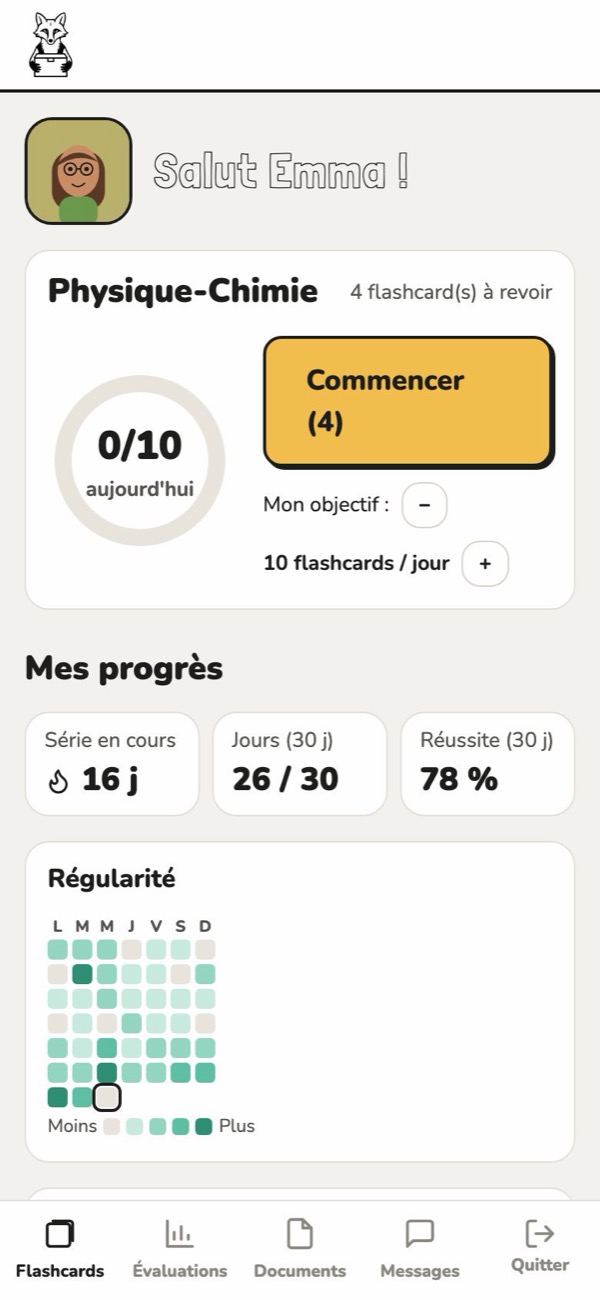 Salut Emma !
Physique-Chimie 4 flashcard(s) à revoir
Commencer
(4)
0/10
aujourd'hui
Mon objectif : −
10 flashcards / jour +
Mes progrès
Série en cours Jours (30 j) Réussite (30 j)
16 j 26 / 30 78 %
Régularité
L M M J V S D
Moins Plus
Flashcards Évaluations Documents Messages Quitter